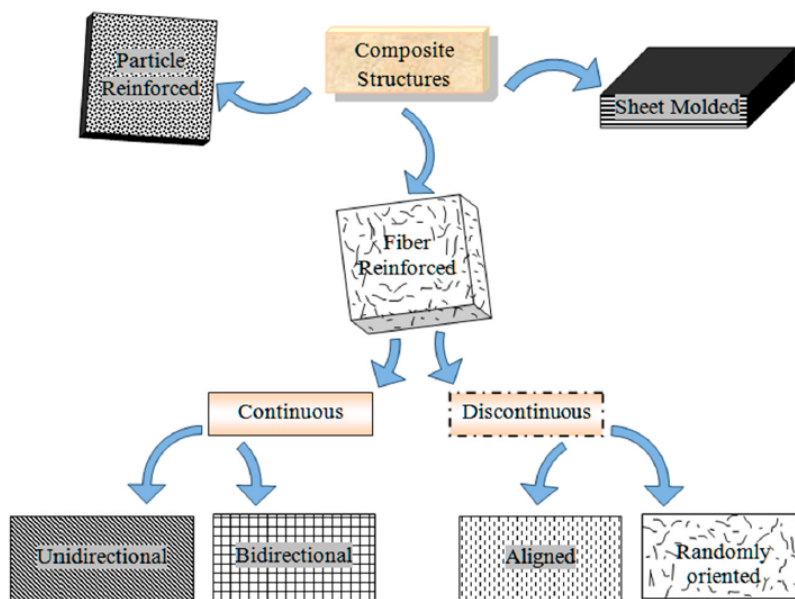 Particle
Reinforced
Composite
Structures
Sheet Molded
Fiber
Reinforced
Continuous
Discontinuous
Unidirectional
Bidirectional
Aligned
Randomly
oriented